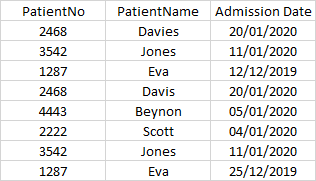 PatientNo PatientName Admission Date
2468 Davies 20/01/2020
3542 Jones 11/01/2020
1287 Eva 12/12/2019
2468 Davis 20/01/2020
4443 Beynon 05/01/2020
2222 Scott 04/01/2020
3542 Jones 11/01/2020
1287 Eva 25/12/2019